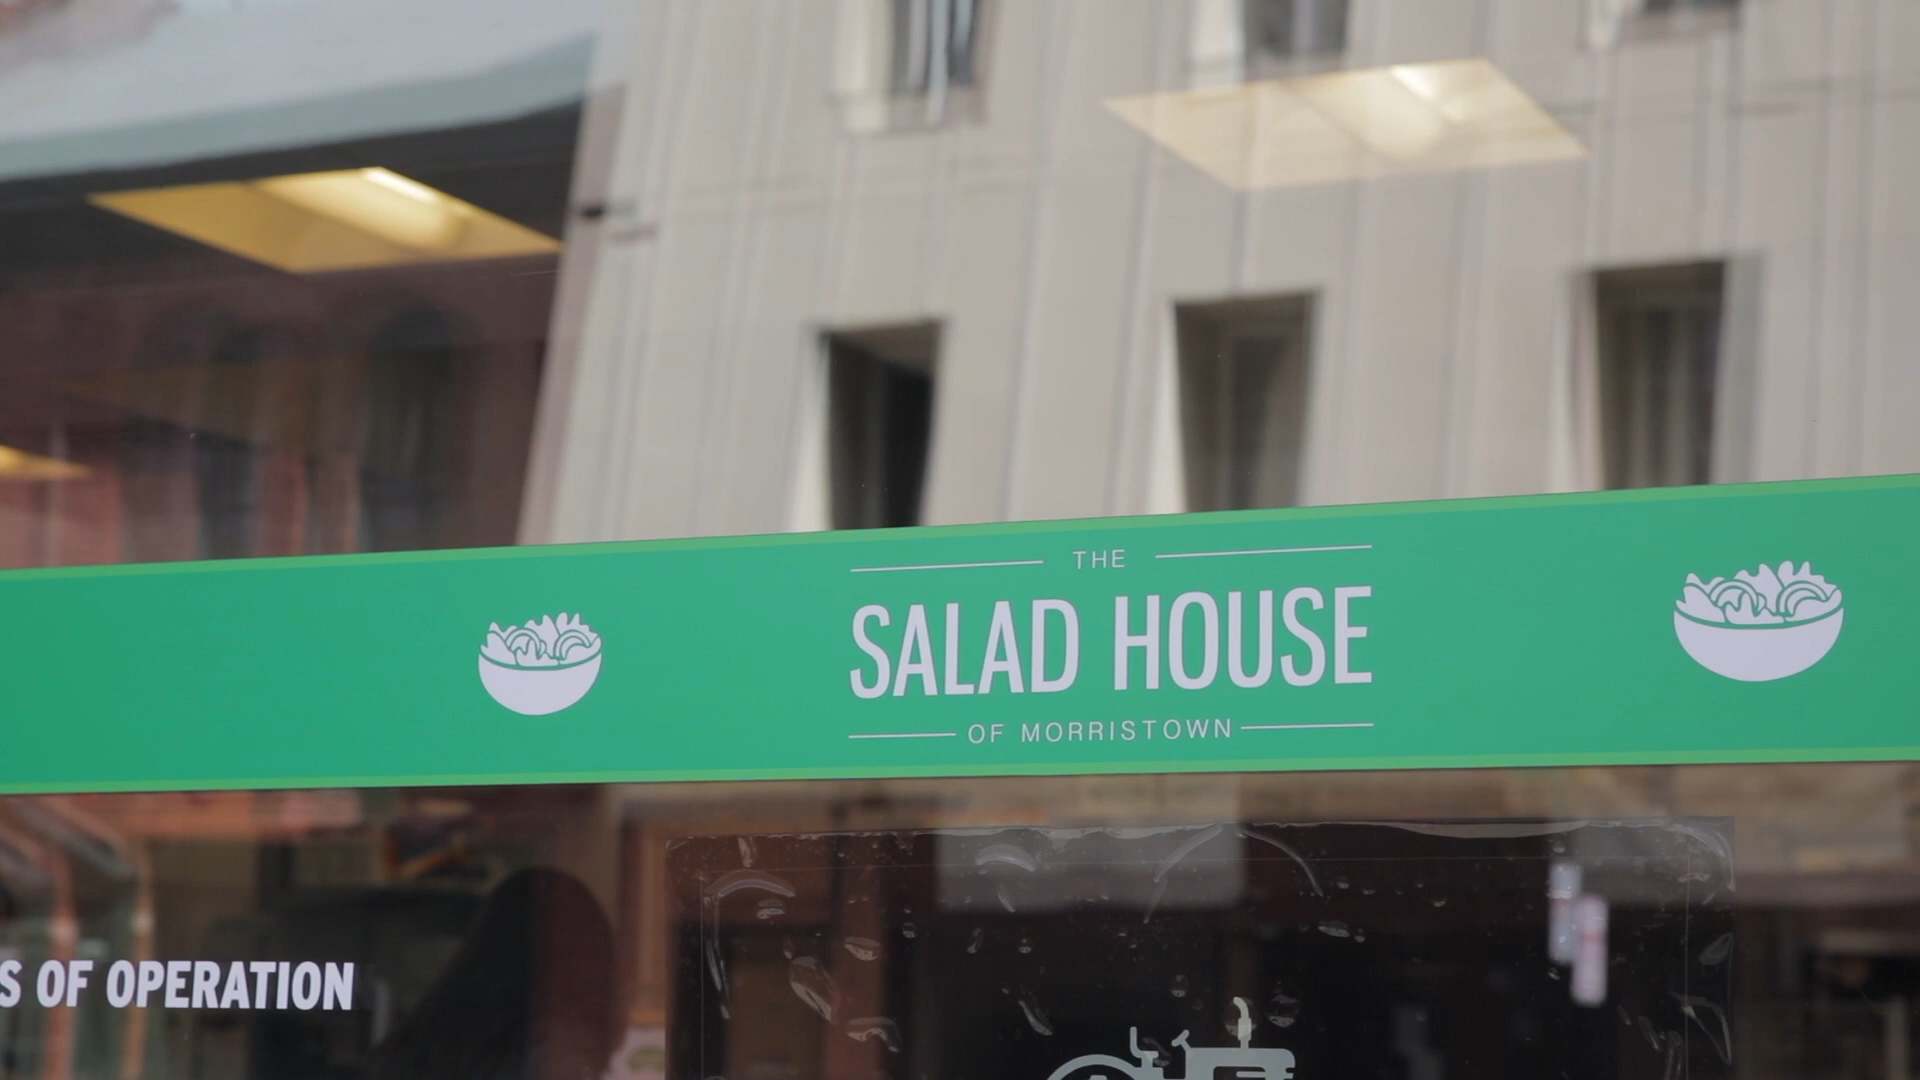 THE
SALAD HOUSE
OF MORRISTOWN
S OF OPERATION